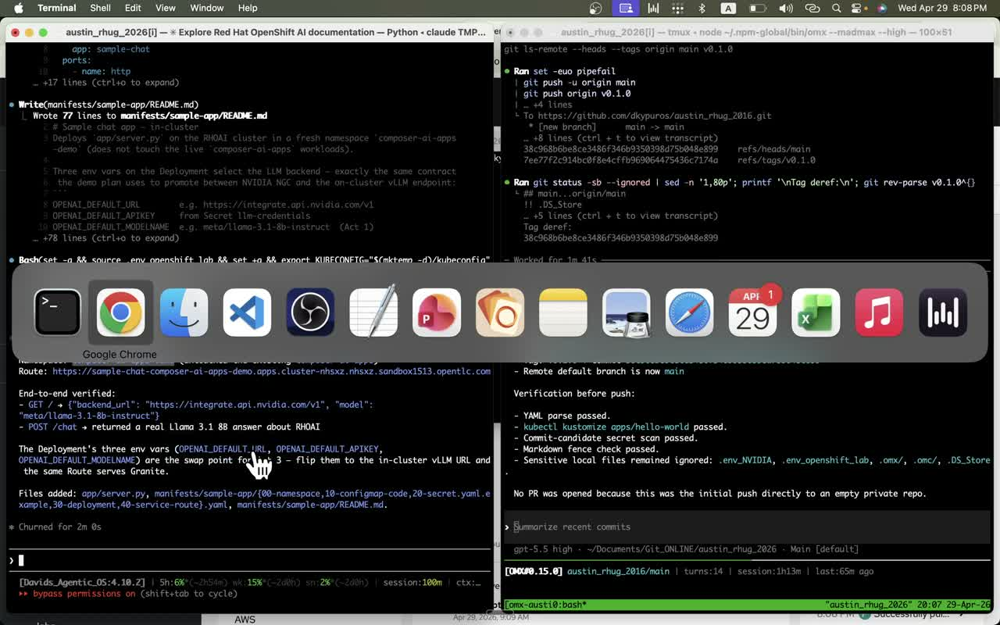 Terminal Shell Edit View Window Help
A Wed Apr 29 8:08 PM
austin_rhug_2026[i] — ✳ Explore Red Hat OpenShift AI documentation — Python • claude TMP…
8 app: sample-chat
9 ports:
10 - name: http
… +17 lines (ctrl+o to expand)
Write(manifests/sample-app/README.md)
Wrote 77 lines to manifests/sample-app/README.md
2 # Sample chat app — in-cluster
3 Deploys `app/server.py` on the RHOAI cluster in a fresh namespace `composer-ai-apps
-demo` (does not touch the live `composer-ai-apps` workloads).
4
5 Three env vars on the Deployment select the LLM backend — exactly the same contract
6 the demo plan uses to promote between NVIDIA NGC and the on-cluster vLLM endpoint:
7 ```
8 OPENAI_DEFAULT_URL e.g. https://integrate.api.nvidia.com/v1
9 OPENAI_DEFAULT_APIKEY from Secret llm-credentials
10 OPENAI_DEFAULT_MODELNAME e.g. meta/llama-3.1-8b-instruct (Act 1)
… +78 lines (ctrl+o to expand)
Bash(set -a && source .env_openshift_lab && set +a && export KUBECONFIG="$(mktemp -d)/kubeconfig"
Google Chrome
Route: https://sample-chat-composer-ai-apps-demo.apps.cluster-nhsxz.nhsxz.sandbox1513.opentlc.com
End-to-end verified:
- GET / → {"backend_url": "https://integrate.api.nvidia.com/v1", "model":
"meta/llama-3.1-8b-instruct"}
- POST /chat → returned a real Llama 3.1 8B answer about RHOAI
The Deployment's three env vars (OPENAI_DEFAULT_URL, OPENAI_DEFAULT_APIKEY,
OPENAI_DEFAULT_MODELNAME) are the swap point for 3 — flip them to the in-cluster vLLM URL and
the same Route serves Granite.
Files added: app/server.py, manifests/sample-app/{00-namespace,10-configmap-code,20-secret.yaml.e
xample,30-deployment,40-service-route}.yaml, manifests/sample-app/README.md.
✻ Churned for 2m 0s
❯
[Davids_Agentic_OS:4.10.2] | 5h:6%*(~2h54m) wk:15%*(~2d0h) sn:2%*(~2d0h) | session:100m | ctx:…
▸▸ bypass permissions on (shift+tab to cycle)
austin_rhug_2026[i] — tmux • node ~/.npm-global/bin/omx --madmax --high — 100×51
git ls-remote --heads --tags origin main v0.1.0
Ran set -euo pipefail
│ git push -u origin main
│ git push origin v0.1.0
│ … +4 lines
└ To https://github.com/dkypuros/austin_rhug_2016.git
* [new branch] main -> main
… +8 lines (ctrl + t to view transcript)
38c968b6be ce3486f346b9350398d75b048e899 refs/heads/main
7ee77f2c914bc0f8e4cffb969064475436c7174a refs/tags/v0.1.0
Ran git status -sb --ignored | sed -n '1,80p'; printf '\nTag deref:\n'; git rev-parse v0.1.0^{}
└ ## main...origin/main
!! .DS_Store
… +5 lines (ctrl + t to view transcript)
Tag deref:
38c968b6be ce3486f346b9350398d75b048e899
— Worked for 1m 41s
- Remote default branch is now main
Verification before push:
- YAML parse passed.
- kubectl kustomize apps/hello-world passed.
- Commit-candidate secret scan passed.
- Markdown fence check passed.
- Sensitive local files remained ignored: .env_NVIDIA, .env_openshift_lab, .omx/, .omc/, .DS_Store
.
No PR was opened because this was the initial push directly to an empty private repo.
› Summarize recent commits
gpt-5.5 high · ~/Documents/Git_ONLINE/austin_rhug_2026 · Main [default]
[OMX#0.15.0] austin_rhug_2016/main | turns:14 | session:1h13m | last:65m ago
[omx-austi0:bash* "austin_rhug_2026" 20:07 29-Apr-26
AWS
Apr 29, 2026, 9:09 AM